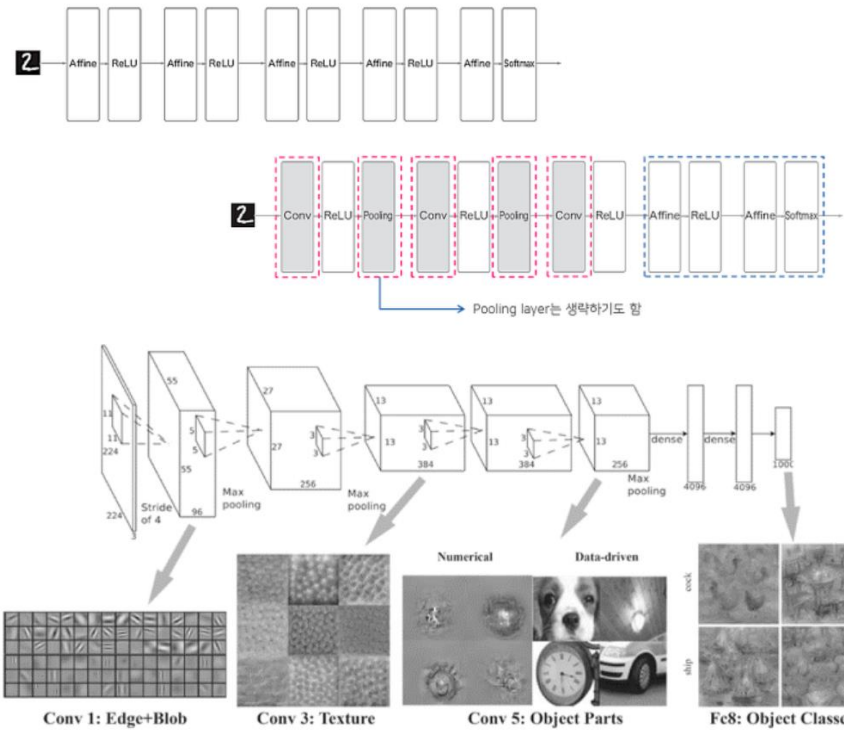 2 Affine ReLU Affine ReLU Affine ReLU Affine ReLU Affine Softmax
2 Conv ReLU Pooling Conv ReLU Pooling Conv ReLU Affine ReLU Affine Softmax
Pooling layer는 생략하기도 함
55
27
13
13
13
11
11
5
5
3
3
3
3
3
3
224
55
27
13
13
13
dense
dense
384
384
256
1000
256
4096
4096
Max
pooling
Max
pooling
Max
pooling
224
Stride
of 4
96
3
Numerical
Data-driven
cock
ship
Conv 1: Edge+Blob
Conv 3: Texture
Conv 5: Object Parts
Fc8: Object Classe